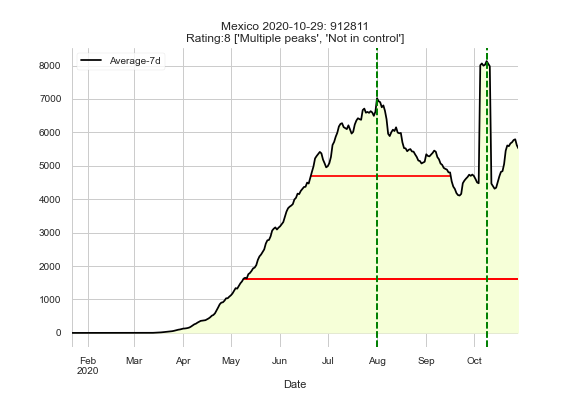 Mexico 2020-10-29: 912811
Rating:8 ['Multiple peaks', 'Not in control']
Average-7d
8000
7000
6000
5000
4000
3000
2000
1000
0
Feb Mar Apr May Jun Jul Aug Sep Oct
2020
Date